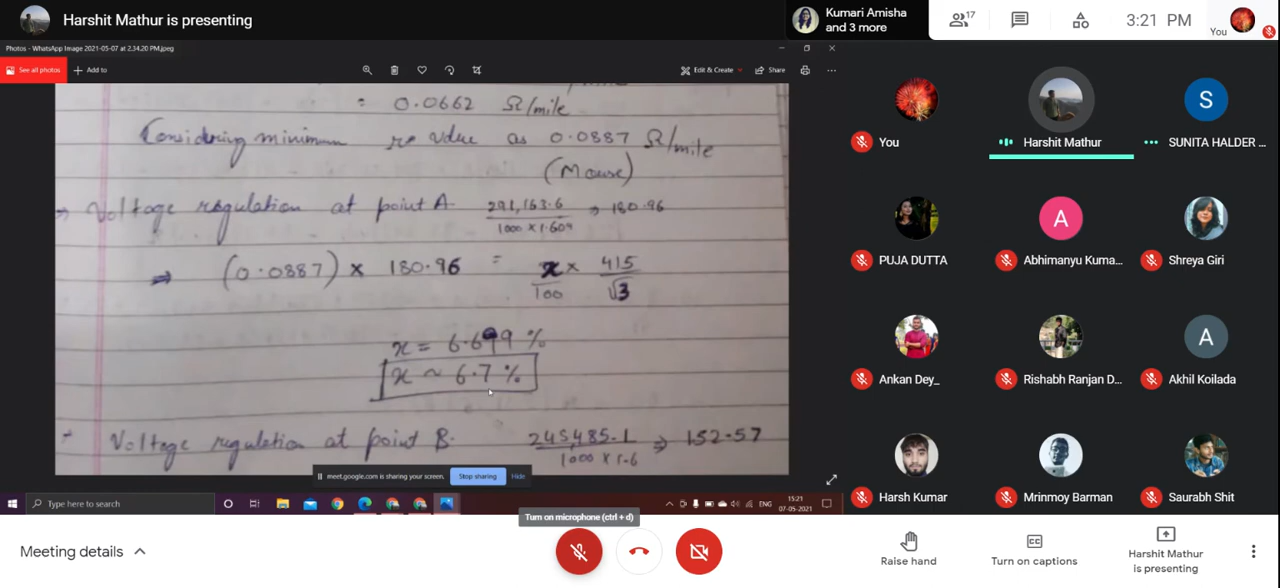 Harshit Mathur is presenting
Kumari Amisha
and 3 more
17
3:21 PM
You
Photos - WhatsApp Image 2021-05-07 at 2.34.20 PM.jpeg
See all photos
+ Add to
Edit & Create
Share
= 0.0662 Ω/mile
Considering minimum value as 0.0887 Ω/mile
(Mouse)
⇒ Voltage regulation at point A. 291,163.6 / 1000 × 1.609 ⇒ 180.96
⇒ (0.0887) × 180.96 = x/100 × 415/√3
x = 6.699 %
x ~ 6.7 %
Voltage regulation at point B. 245,485.1 / 1000 × 1.6 ⇒ 152.57
meet.google.com is sharing your screen.
Stop sharing
Hide
Type here to search
ENG
15:21
07-05-2021
You
Harshit Mathur
S
SUNITA HALDER ...
PUJA DUTTA
A
Abhimanyu Kuma...
Shreya Giri
Ankan Dey_
Rishabh Ranjan D...
A
Akhil Koilada
Harsh Kumar
Mrinmoy Barman
Saurabh Shit
Turn on microphone (ctrl + d)
Meeting details
Raise hand
Turn on captions
Harshit Mathur
is presenting